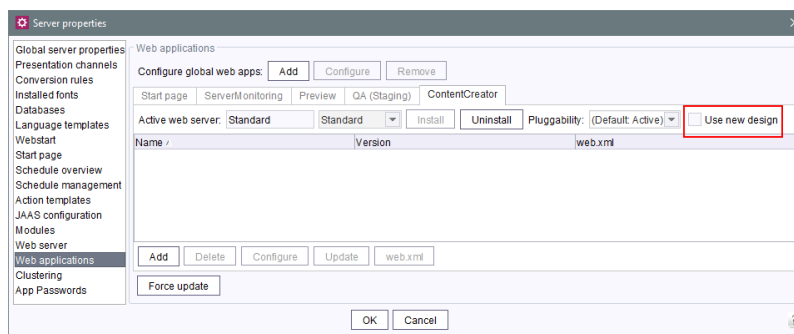 Server properties
Global server properties
Presentation channels
Conversion rules
Installed fonts
Databases
Language templates
Webstart
Start page
Schedule overview
Schedule management
Action templates
JAAS configuration
Modules
Web server
Web applications
Clustering
App Passwords
Web applications
Configure global web apps: Add Configure Remove
Start page ServerMonitoring Preview QA (Staging) ContentCreator
Active web server: Standard Standard Install Uninstall Pluggability: (Default: Active) Use new design
Name Version web.xml
Add Delete Configure Update web.xml
Force update
OK Cancel